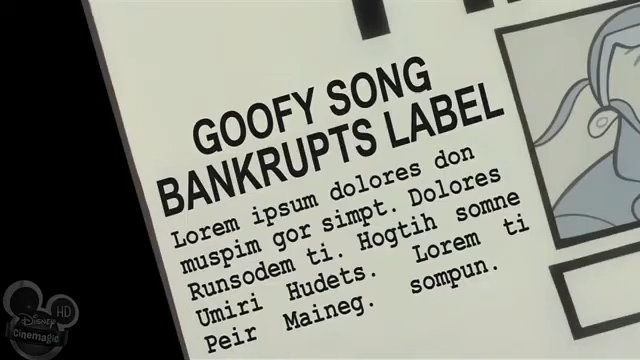 GOOFY SONG
BANKRUPTS LABEL
Lorem ipsum dolores don
muspim gor simpt. Dolores
Runsodem ti. Hogtih somne
Umiri Hudets. Lorem ti
Peir Maineg. sompun.
Disney
Cinemagic
HD